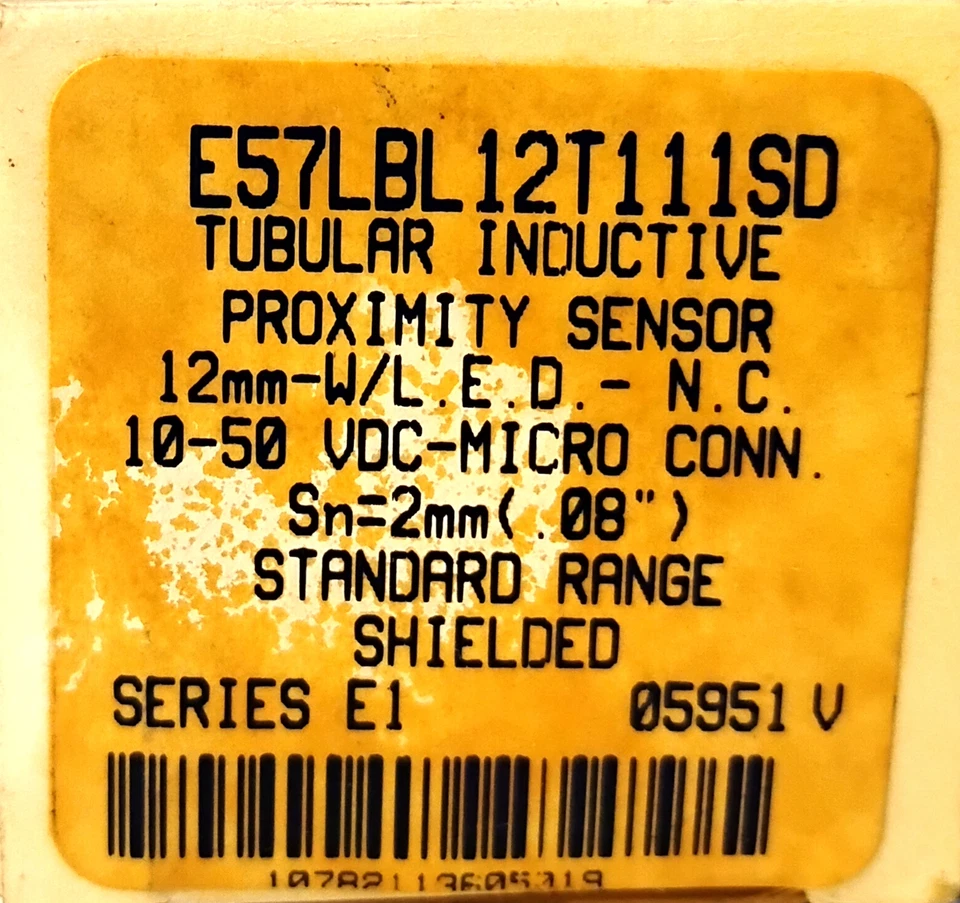 E57LBL12T111SD
TUBULAR INDUCTIVE
PROXIMITY SENSOR
12mm-W/L.E.D.- N.C.
10-50 VDC-MICRO CONN.
Sn=2mm(.08")
STANDARD RANGE
SHIELDED
SERIES E1 05951 V